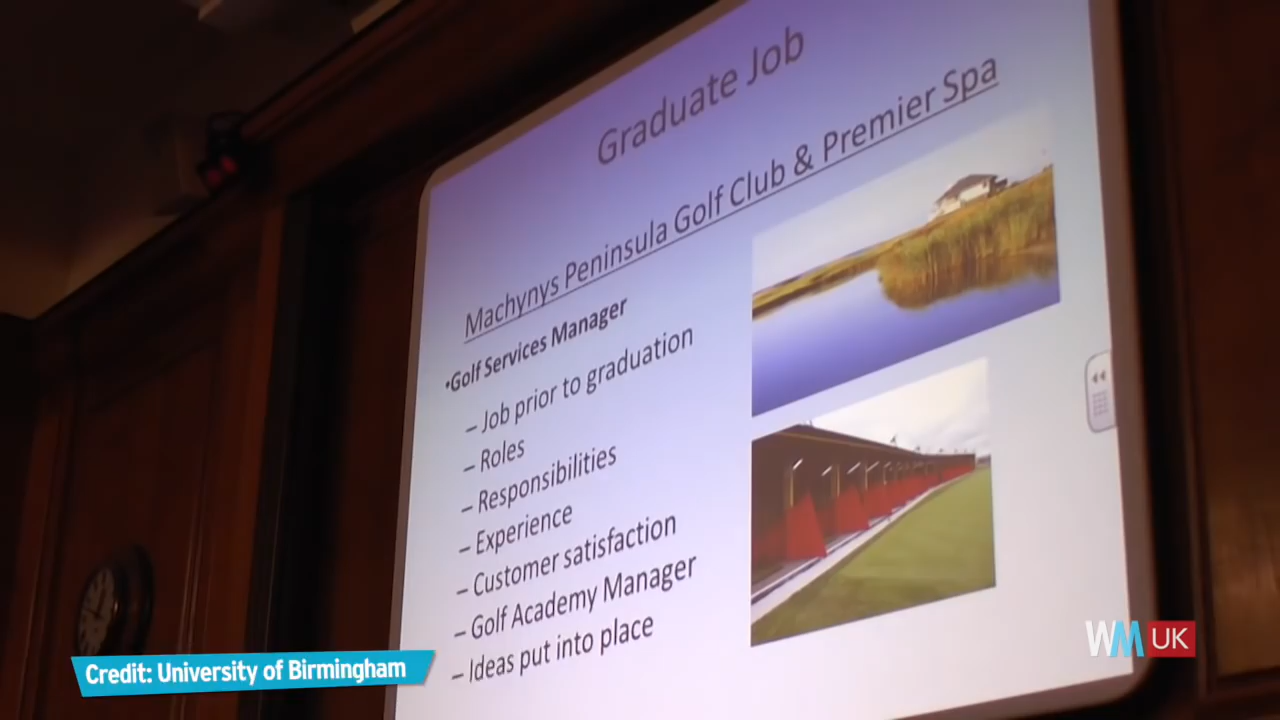 Graduate Job
Machynys Peninsula Golf Club & Premier Spa
•Golf Services Manager
– Job prior to graduation
– Roles
– Responsibilities
– Experience
– Customer satisfaction
– Golf Academy Manager
– Ideas put into place
Credit: University of Birmingham
WM UK